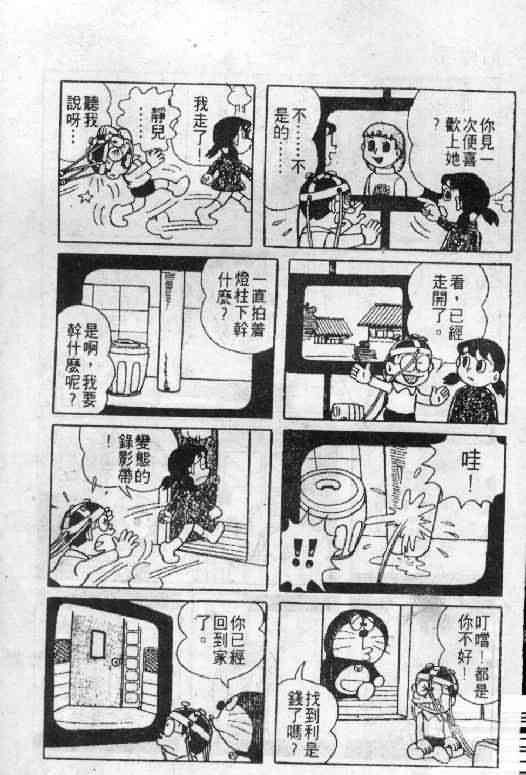 你見一
次便喜
歡上她
?
不……不
是的……
我走了!
靜兒
……
聽我
說呀…
看,已經
走開了。
一直拍着
燈柱下幹
什麽?
是啊,我要
幹什麽呢?
哇!
!!
變態的
錄影帶
!
叮噹!都是
你不好!
找到利是
錢了嗎?
你已經
回到家
了。